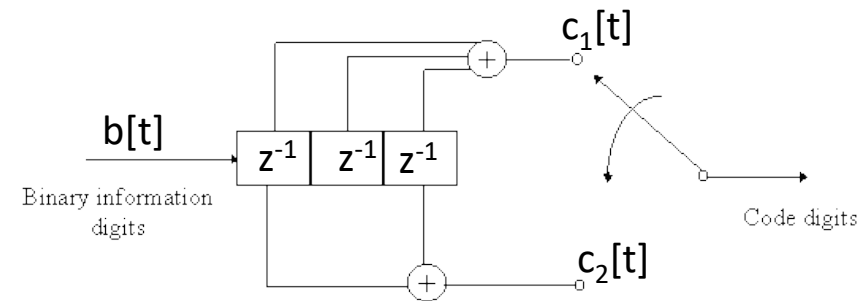 c₁[t]
+
b[t]
z⁻¹ z⁻¹ z⁻¹
Binary information
digits
Code digits
c₂[t]
+